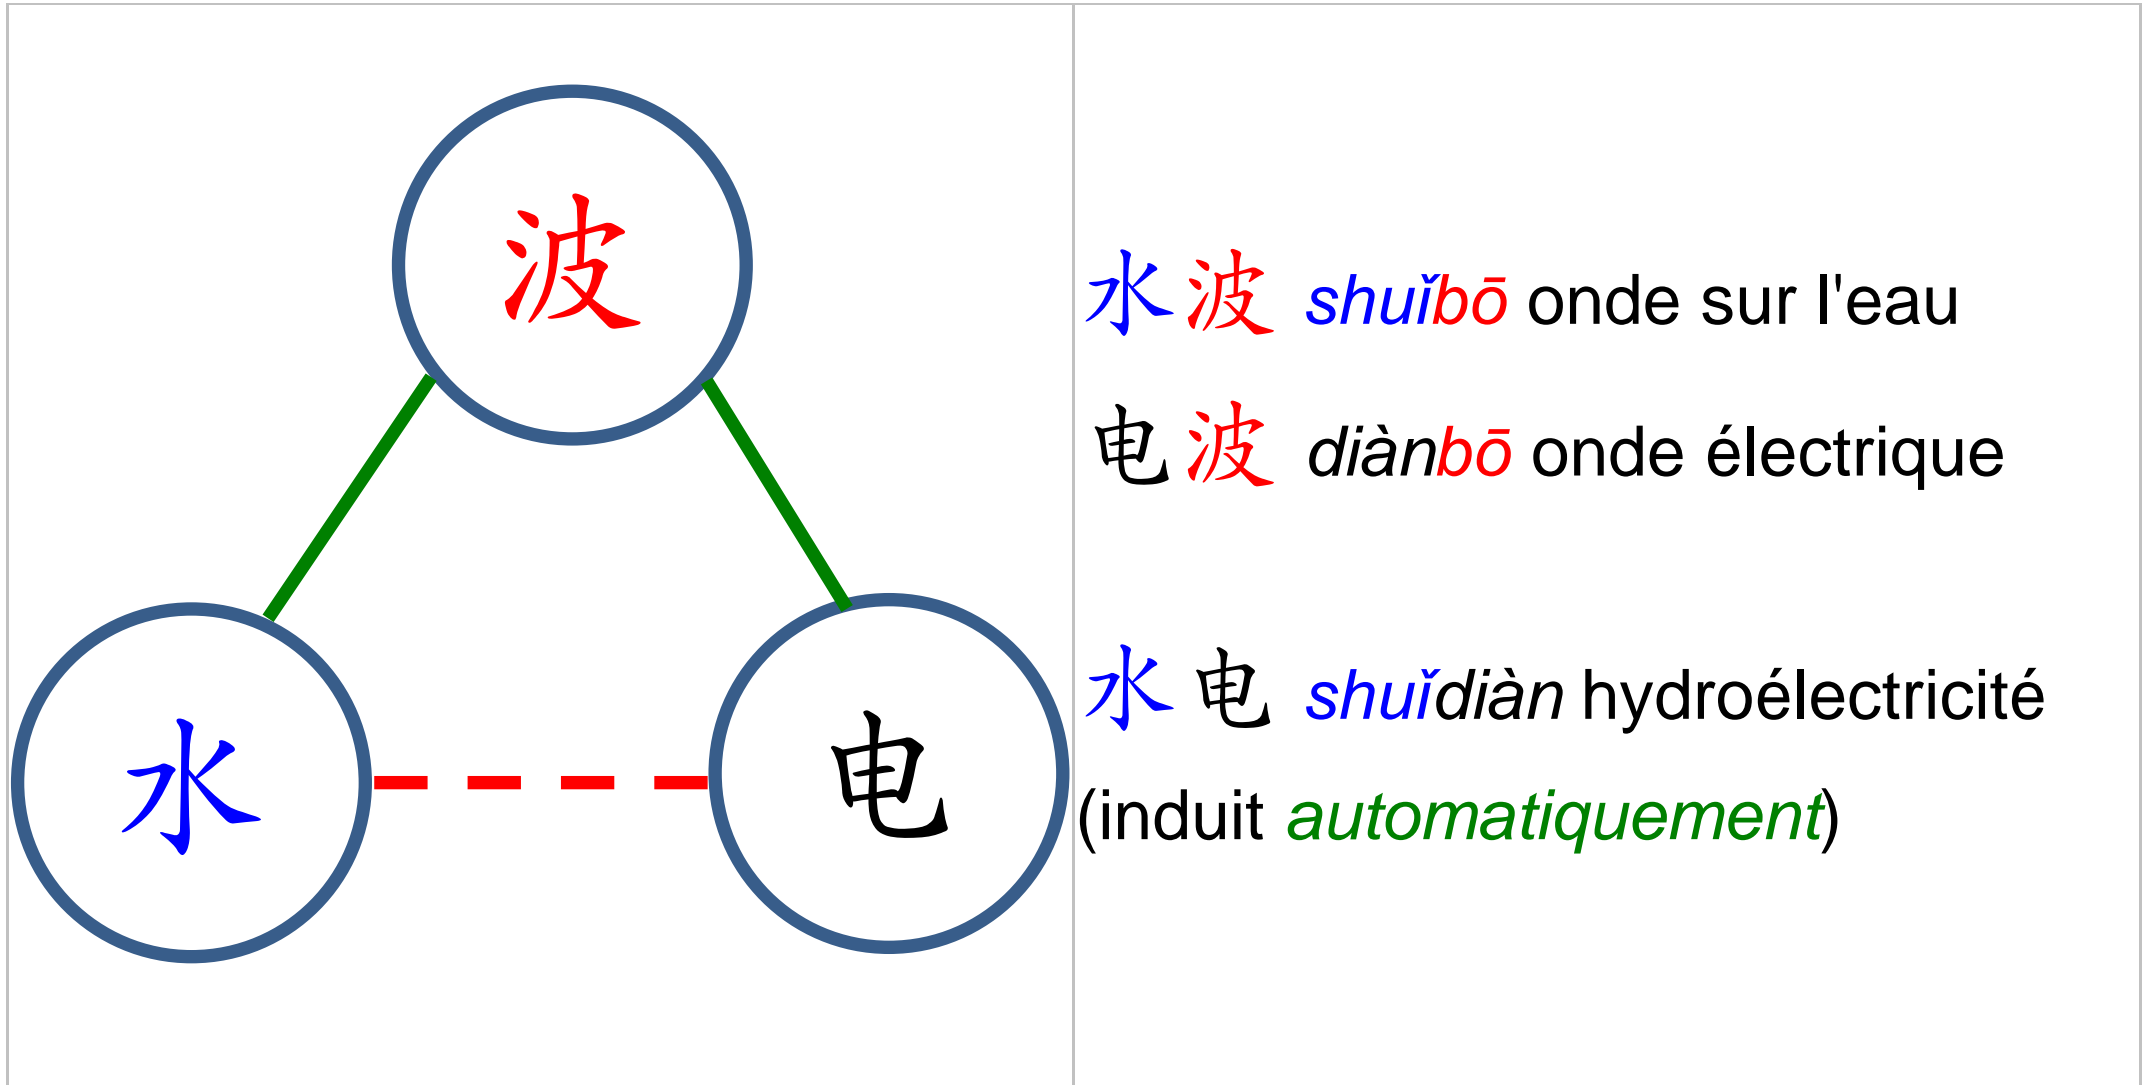 波
水
电
水波 shuǐbō onde sur l'eau
电波 diànbō onde électrique
水电 shuǐdiàn hydroélectricité
(induit automatiquement)